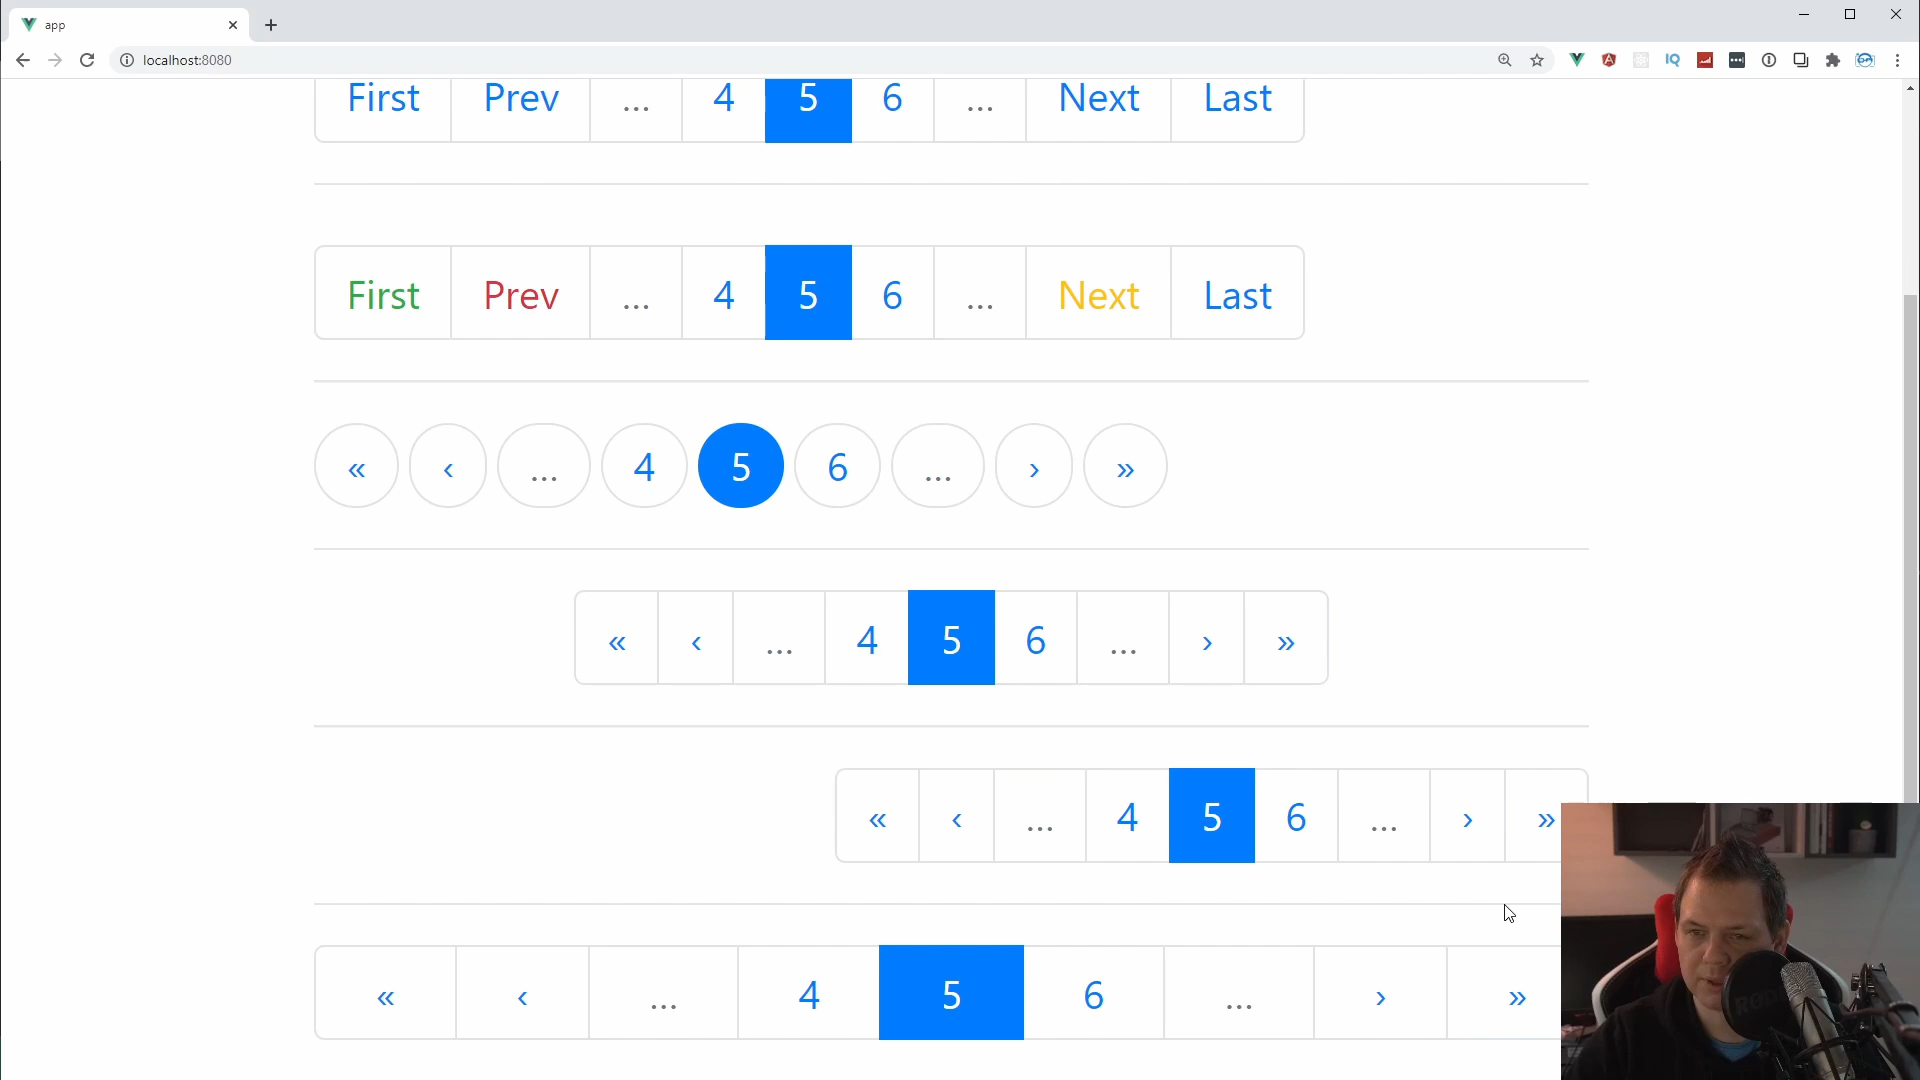 app
localhost:8080
IQ
First Prev ... 4 5 6 ... Next Last
First Prev ... 4 5 6 ... Next Last
« ‹ ... 4 5 6 ... › »
« ‹ ... 4 5 6 ... › »
« ‹ ... 4 5 6 ... › »
« ‹ ... 4 5 6 ... › »